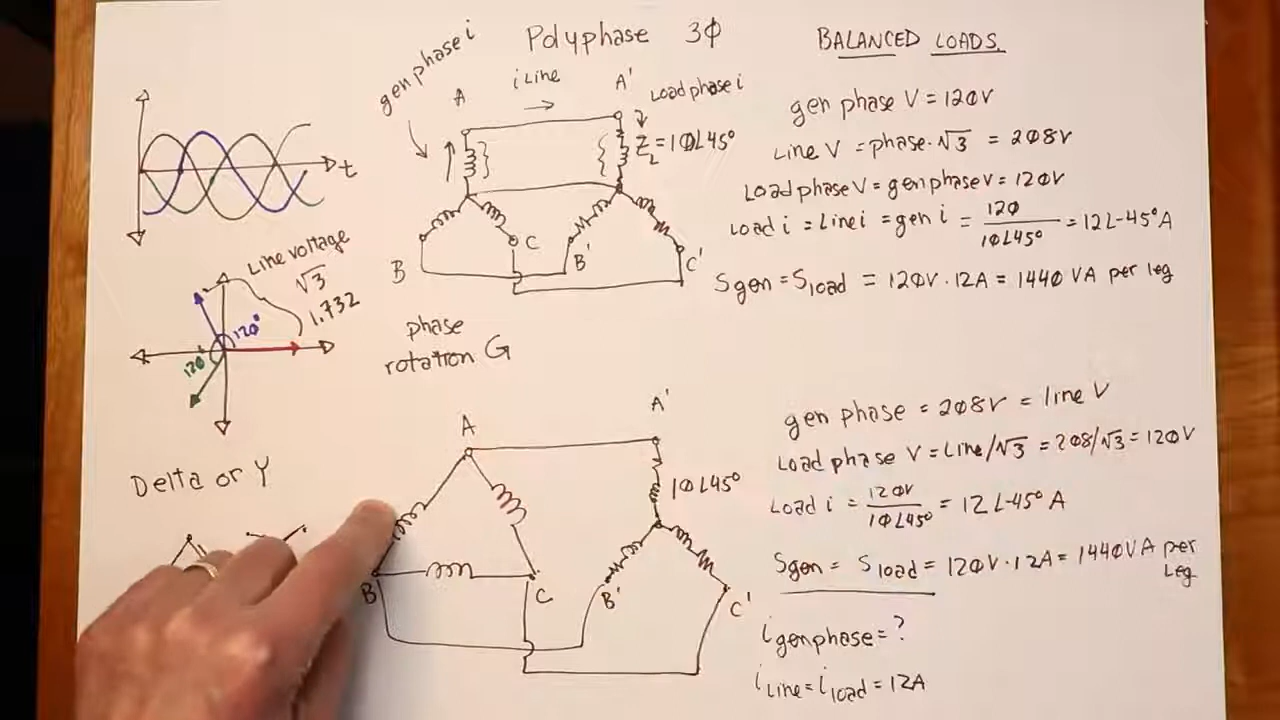 Polyphase 3ϕ
BALANCED LOADS.
gen phase i
i Line
A
A'
Load phase i
Z_L = 10∠45°
B
C
B'
C'
t
Line voltage
√3
1.732
120°
120
phase
rotation G
gen phase V = 120V
Line V = phase·√3 = 208V
Load phase V = gen phase V = 120V
Load i = Line i = gen i = 120/10∠45° = 12∠-45° A
Sgen = Sload = 120V · 12A = 1440 VA per leg
Delta or Y
A
A'
10∠45°
B
C
B'
C'
gen phase = 208V = line V
Load phase V = Line/√3 = 208/√3 = 120V
Load i = 120V/10∠45° = 12∠-45° A
Sgen = Sload = 120V · 12A = 1440VA per
Leg
i genphase = ?
i Line = i load = 12A